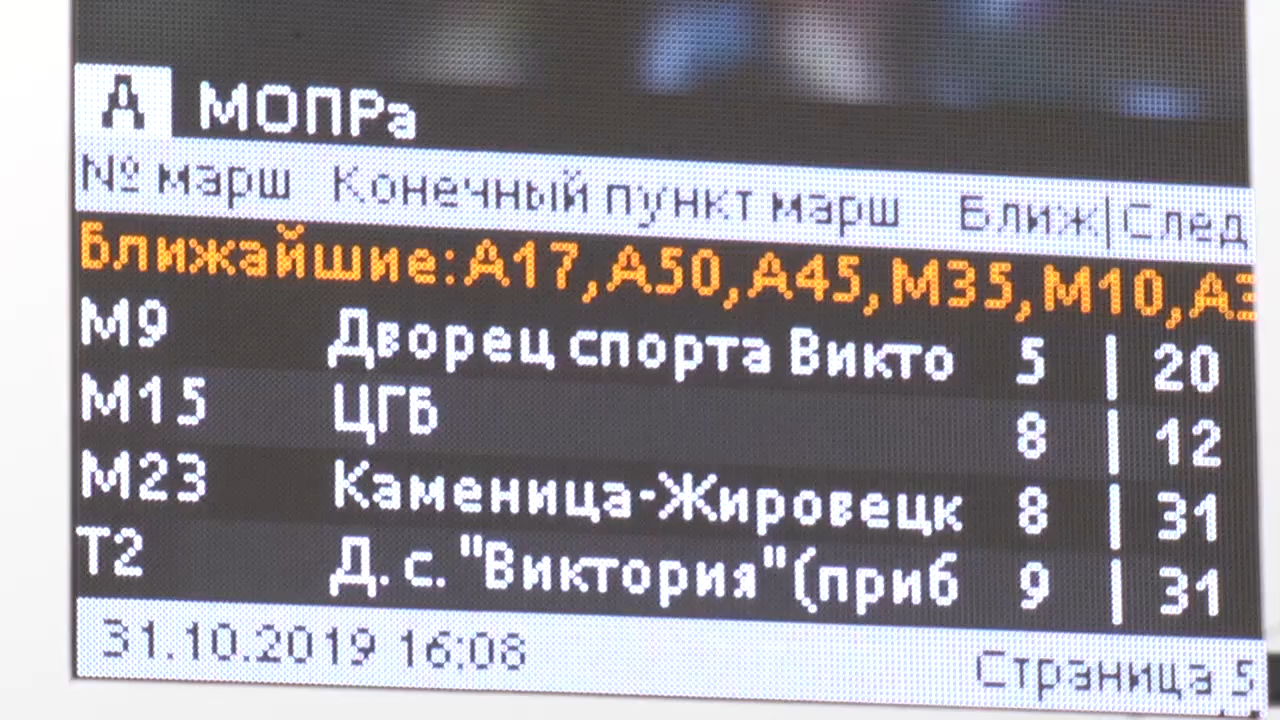 А МОПРа
№ марш Конечный пункт марш Ближ|След
Ближайшие:А17,А50,А45,М35,М10,А3
М9 Дворец спорта Викто 5 | 20
М15 ЦГБ 8 | 12
М23 Каменица-Жировецк 8 | 31
Т2 Д. с. "Виктория"(приб 9 | 31
31.10.2019 16:08 Страница 5